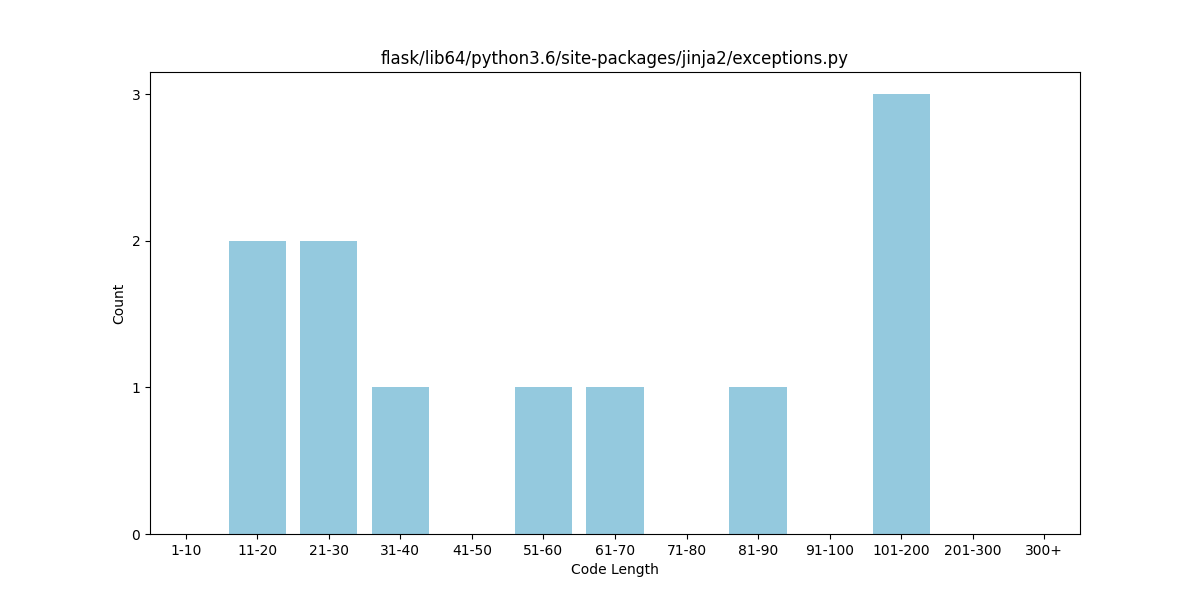 flask/lib64/python3.6/site-packages/jinja2/exceptions.py
Count
3
2
1
0
1-10 11-20 21-30 31-40 41-50 51-60 61-70 71-80 81-90 91-100 101-200 201-300 300+
Code Length